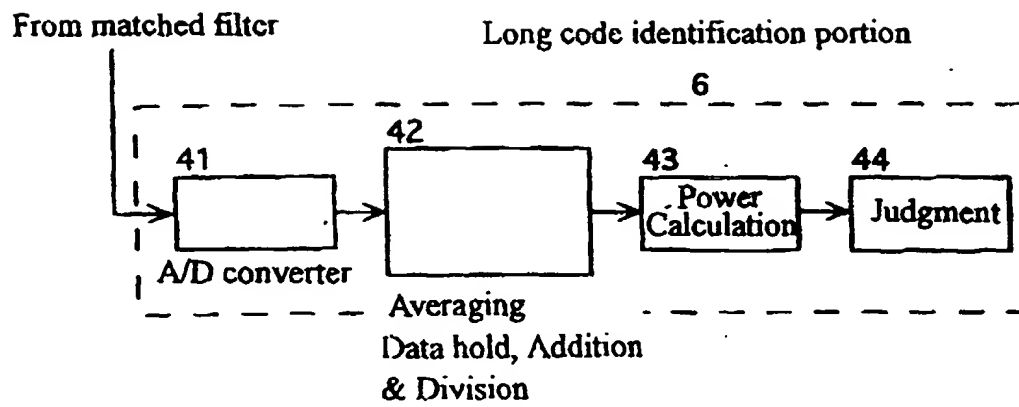 From matched filter
Long code identification portion
6
41
42
43
44
Power
Calculation
Judgment
A/D converter
Averaging
Data hold, Addition
& Division